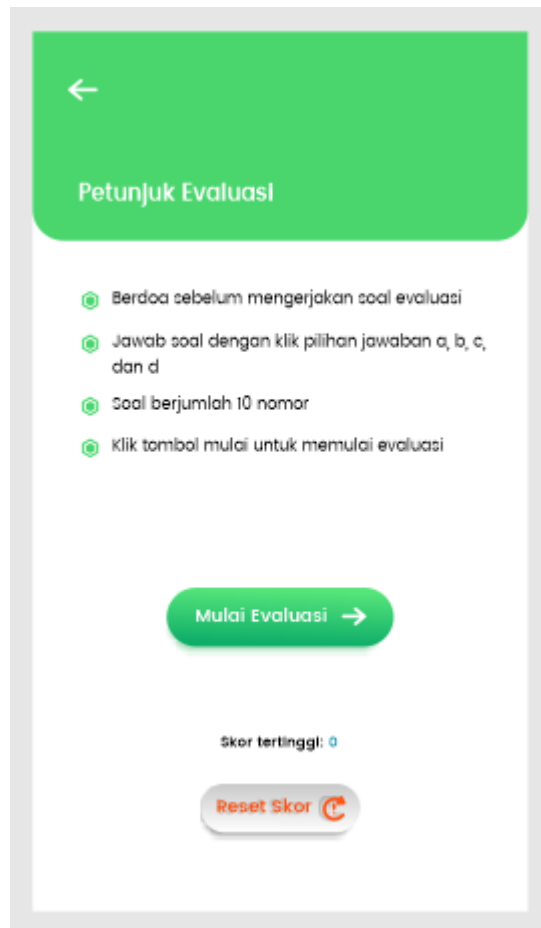 Petunjuk Evaluasi
Berdoa sebelum mengerjakan soal evaluasi
Jawab soal dengan klik pilihan jawaban a, b, c,
dan d
Soal berjumlah 10 nomor
Klik tombol mulai untuk memulai evaluasi
Mulai Evaluasi
Skor tertinggi: 0
Reset Skor